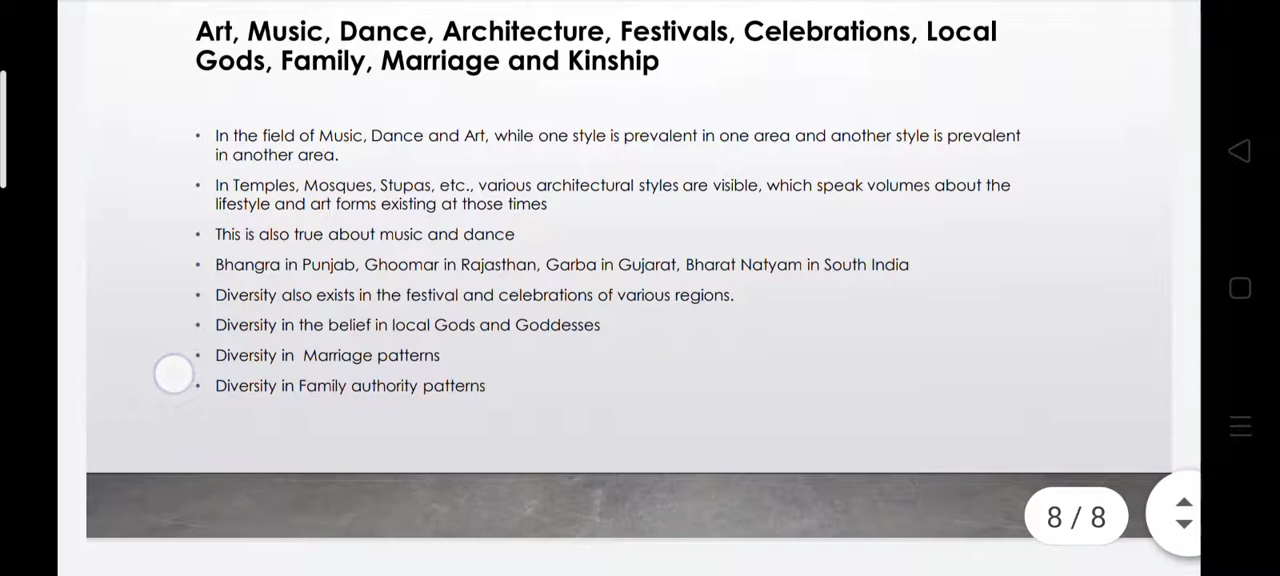 Art, Music, Dance, Architecture, Festivals, Celebrations, Local
Gods, Family, Marriage and Kinship
• In the field of Music, Dance and Art, while one style is prevalent in one area and another style is prevalent
in another area.
• In Temples, Mosques, Stupas, etc., various architectural styles are visible, which speak volumes about the
lifestyle and art forms existing at those times
• This is also true about music and dance
• Bhangra in Punjab, Ghoomar in Rajasthan, Garba in Gujarat, Bharat Natyam in South India
• Diversity also exists in the festival and celebrations of various regions.
• Diversity in the belief in local Gods and Goddesses
• Diversity in Marriage patterns
• Diversity in Family authority patterns
8 / 8